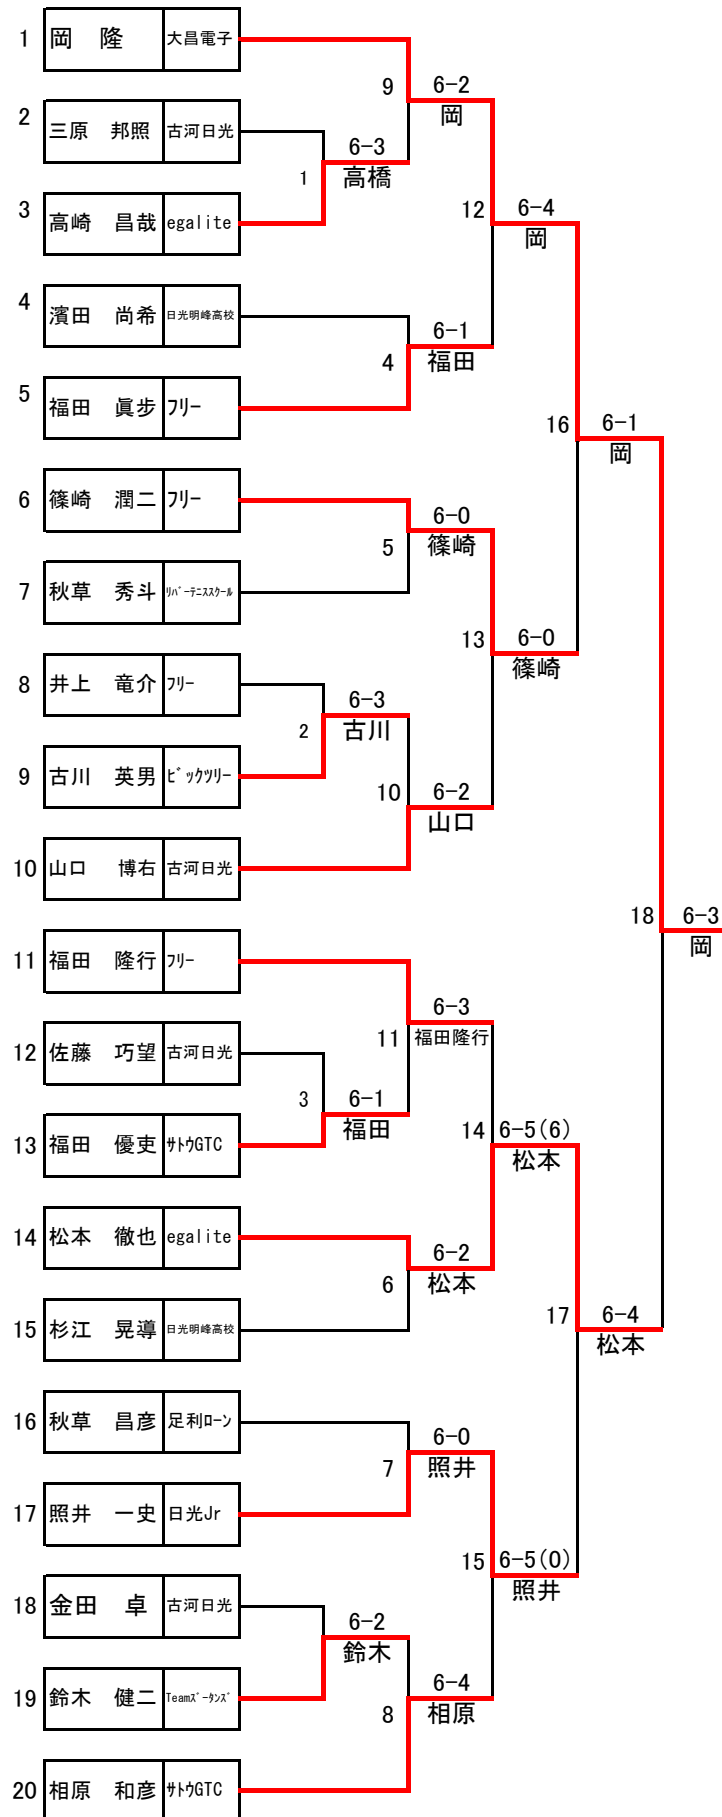 1 岡 隆 大昌電子
9 6-2
岡
2 三原 邦照 古河日光
6-3
1 高橋
3 高崎 昌哉 egalite
12 6-4
岡
4 濱田 尚希 日光明峰高校
6-1
4 福田
5 福田 眞歩 フリー
16 6-1
岡
6 篠崎 潤二 フリー
6-0
5 篠崎
7 秋草 秀斗 リバーテニススクール
13 6-0
篠崎
8 井上 竜介 フリー
6-3
2 古川
9 古川 英男 ビックツリー
10 6-2
山口
10 山口 博右 古河日光
18 6-3
岡
11 福田 隆行 フリー
6-3
11 福田隆行
12 佐藤 巧望 古河日光
3 6-1
福田
13 福田 優吏 サトウGTC
14 6-5(6)
松本
14 松本 徹也 egalite
6-2
6 松本
15 杉江 晃導 日光明峰高校
17 6-4
松本
16 秋草 昌彦 足利ローン
6-0
7 照井
17 照井 一史 日光Jr
15 6-5(0)
照井
18 金田 卓 古河日光
6-2
鈴木
19 鈴木 健二 Teamズータンズ
6-4
8 相原
20 相原 和彦 サトウGTC